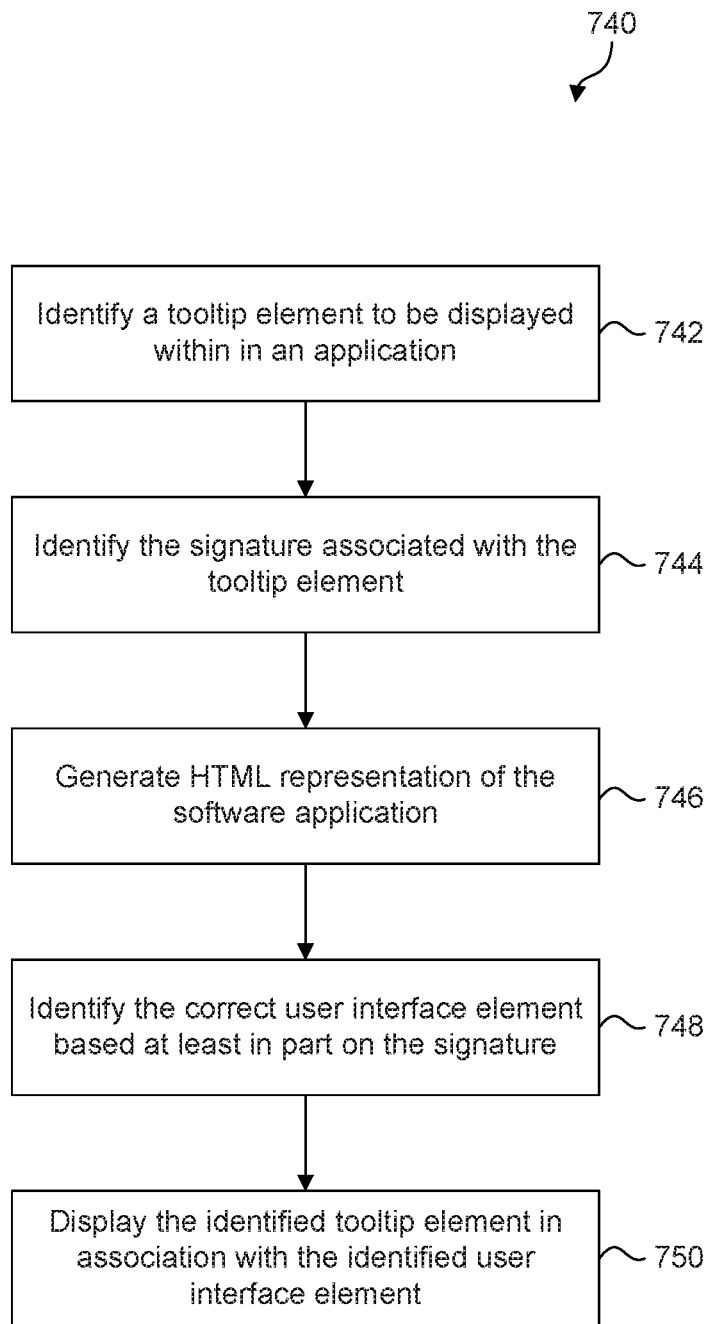 740
Identify a tooltip element to be displayed
within in an application
742
Identify the signature associated with the
tooltip element
744
Generate HTML representation of the
software application
746
Identify the correct user interface element
based at least in part on the signature
748
Display the identified tooltip element in
association with the identified user
interface element
750